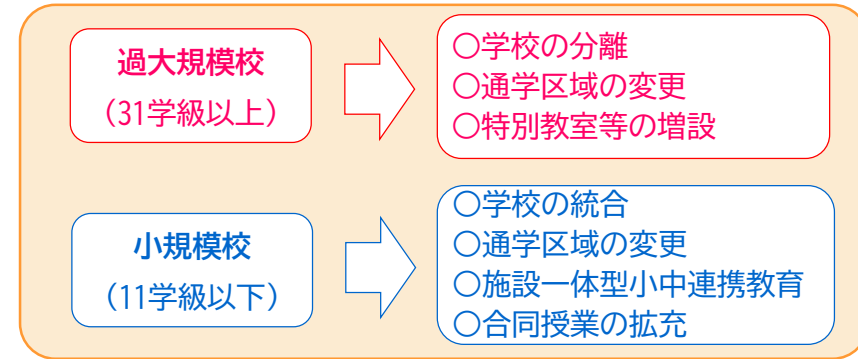 過大規模校
（31学級以上）
○学校の分離
○通学区域の変更
○特別教室等の増設
小規模校
（11学級以下）
○学校の統合
○通学区域の変更
○施設一体型小中連携教育
○合同授業の拡充